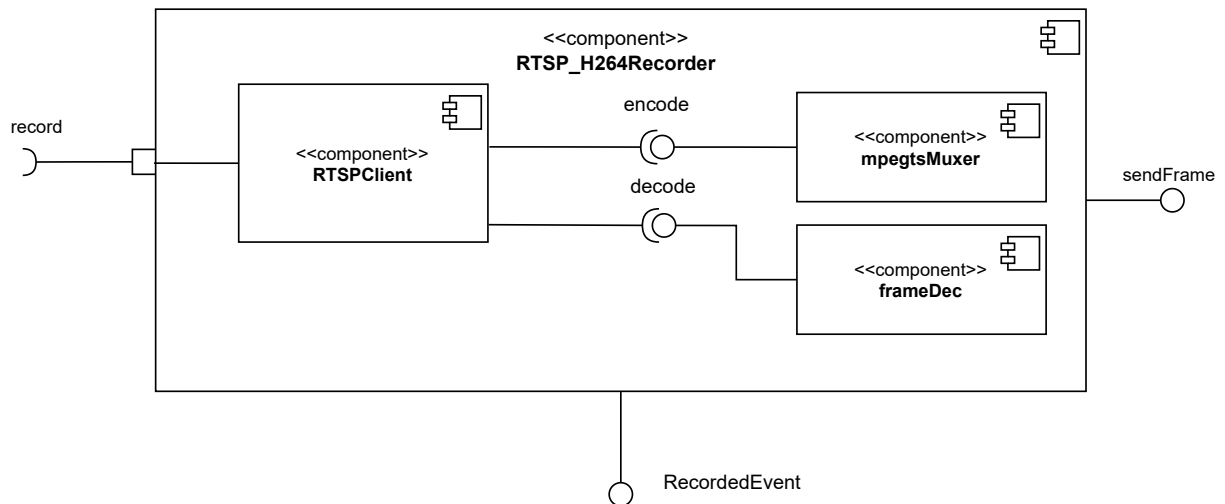 <<component>>
RTSP_H264Recorder
record
<<component>>
RTSPClient
encode
decode
<<component>>
mpegtsMuxer
<<component>>
frameDec
sendFrame
RecordedEvent